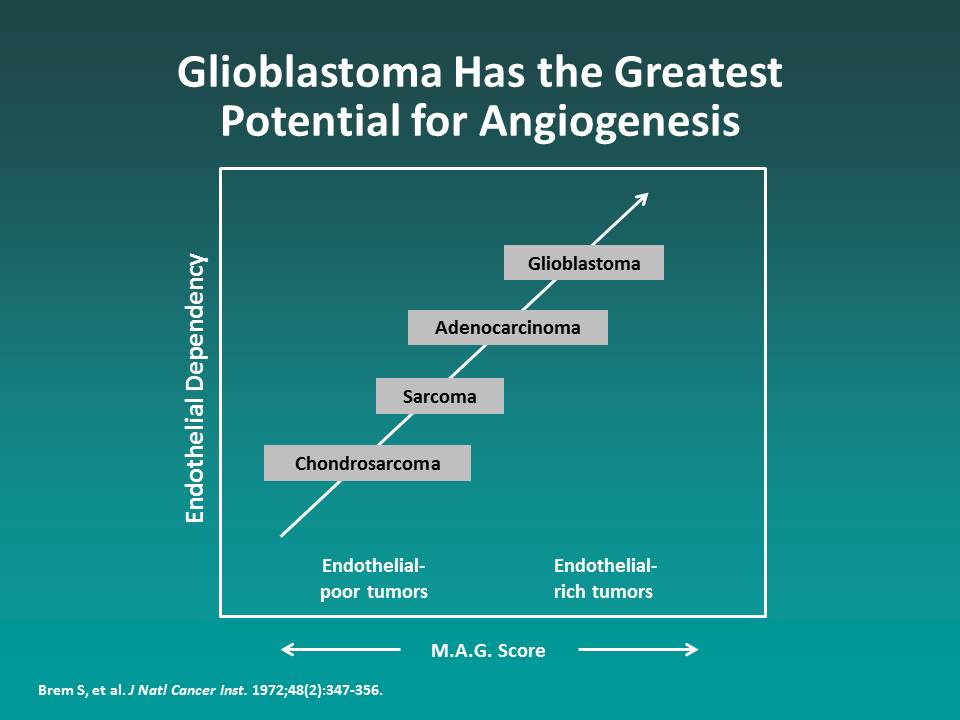 Glioblastoma Has the Greatest
Potential for Angiogenesis
Endothelial Dependency
Glioblastoma
Adenocarcinoma
Sarcoma
Chondrosarcoma
Endothelial-
poor tumors
Endothelial-
rich tumors
M.A.G. Score
Brem S, et al. J Natl Cancer Inst. 1972;48(2):347-356.